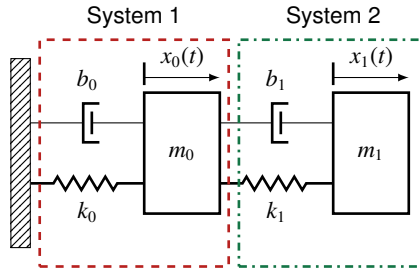 System 1 System 2
x₀(t) x₁(t)
b₀ b₁
m₀ m₁
k₀ k₁